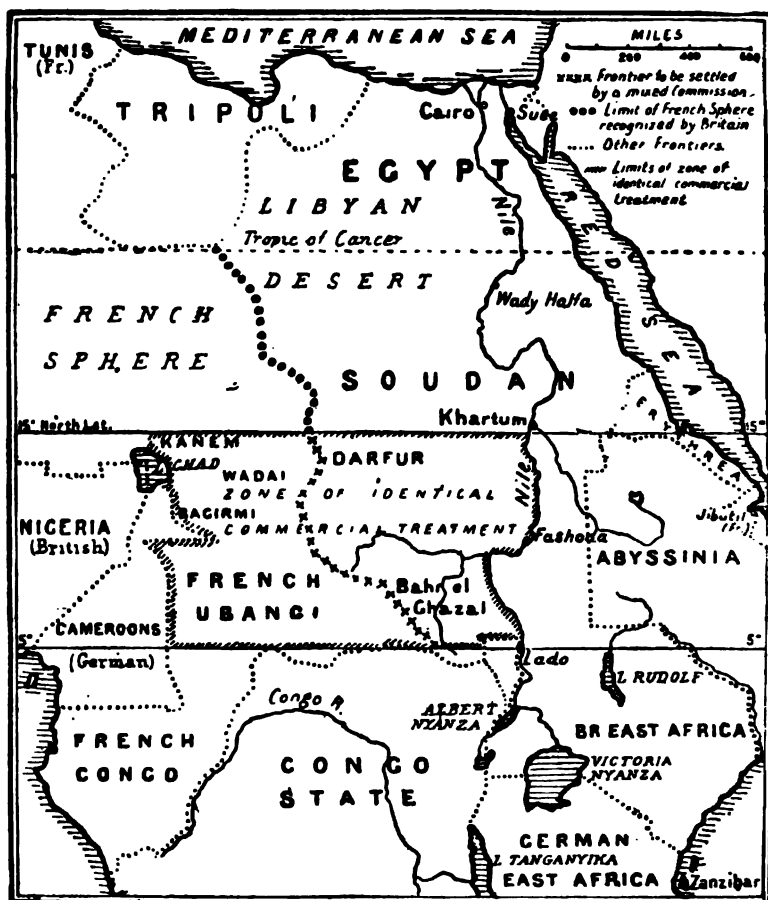 MEDITERRANEAN SEA
TUNIS
(Fr.)
MILES
0 200 400 600
Frontier to be settled
by a mixed Commission.
Limit of French Sphere
recognized by Britain
Other Frontiers.
Limits of zone of
identical commercial
treatment
TRIPOLI
Cairo
Suez
EGYPT
Nile
LIBYAN
Tropic of Cancer
DESERT
RED SEA
Wady Halfa
FRENCH
SPHERE
SOUDAN
Khartum
15° North Lat.
15°
ERYTHREA
KANEM
L. CHAD
DARFUR
WADAI
ZONE OF IDENTICAL
Nile
BAGIRMI
COMMERCIAL TREATMENT
Jibutil
(Fr.)
NIGERIA
(British)
Fashoda
ABYSSINIA
FRENCH
UBANGI
Bahr el
Ghazal
CAMEROONS
(German)
5°
5°
Lado
L RUDOLF
Congo R.
ALBERT
NYANZA
BR EAST AFRICA
FRENCH
CONGO
CONGO
STATE
VICTORIA
NYANZA
GERMAN
EAST AFRICA
L TANGANYIKA
Zanzibar